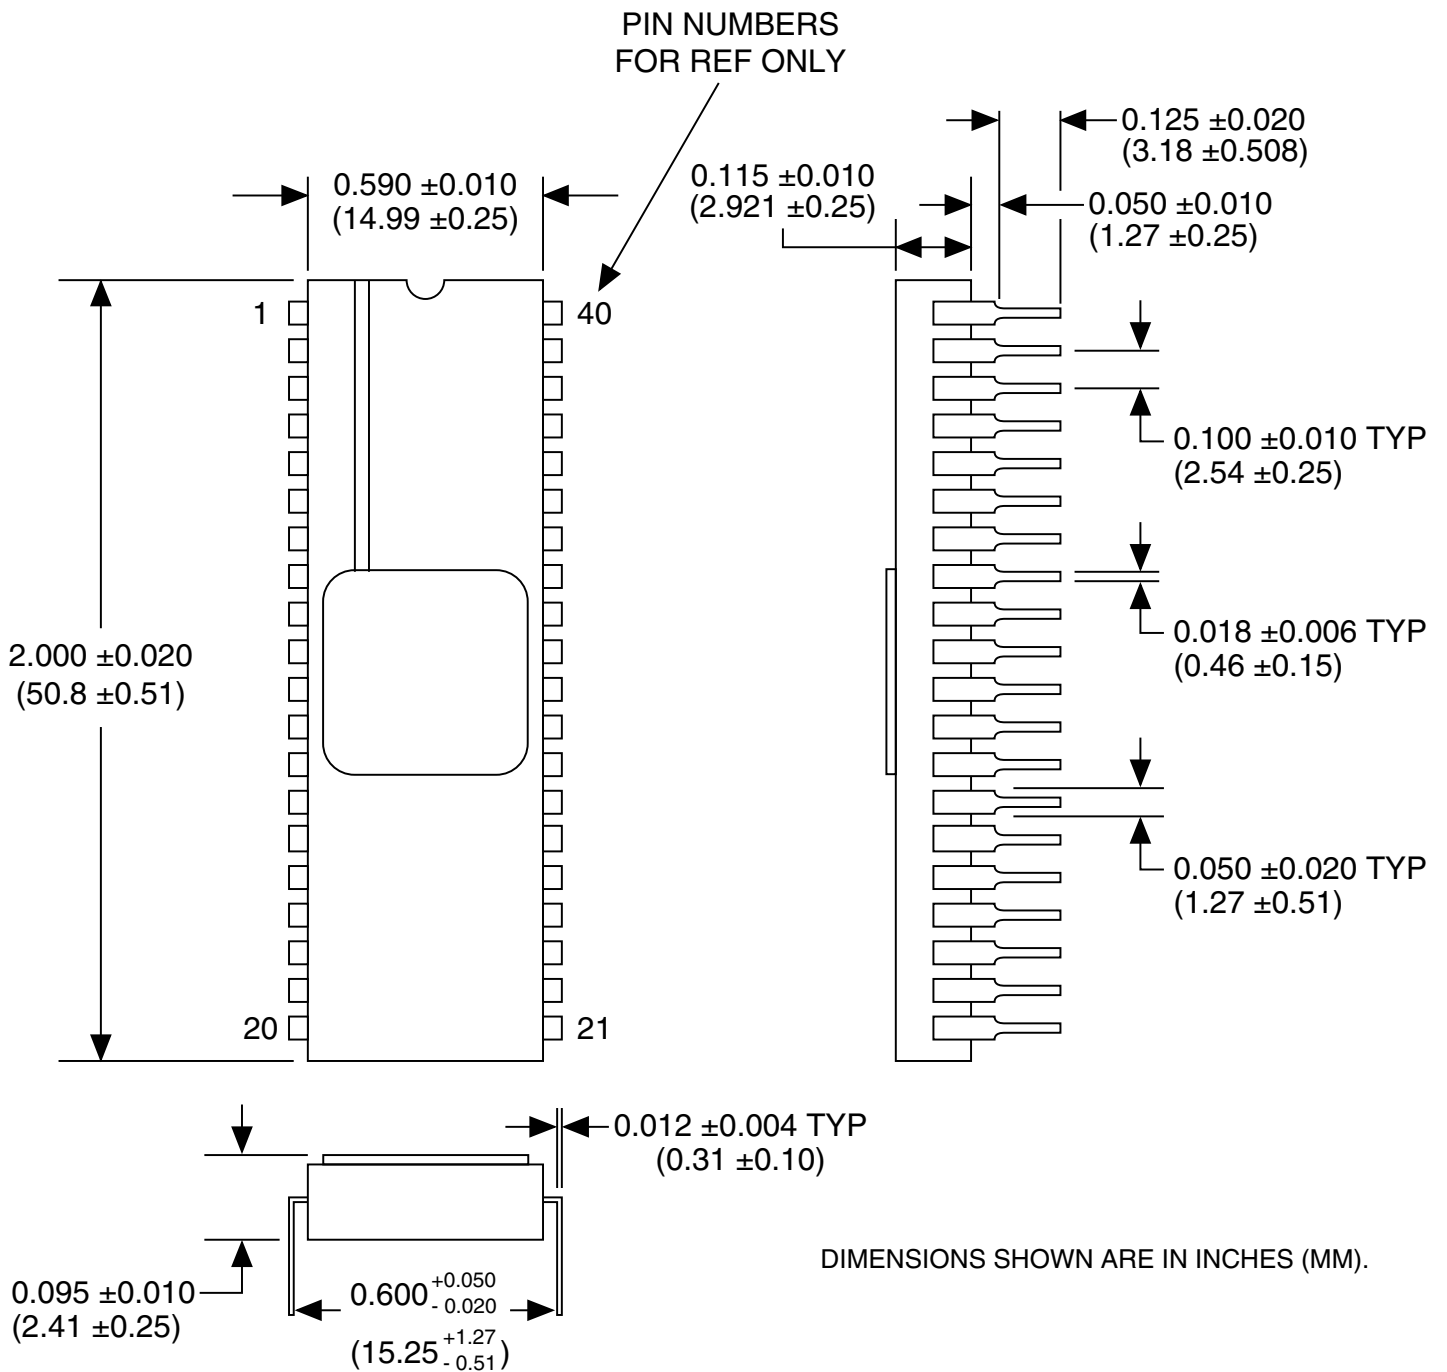 PIN NUMBERS
FOR REF ONLY
0.125 ±0.020
(3.18 ±0.508)
0.590 ±0.010
(14.99 ±0.25)
0.115 ±0.010
(2.921 ±0.25)
0.050 ±0.010
(1.27 ±0.25)
1
40
0.100 ±0.010 TYP
(2.54 ±0.25)
0.018 ±0.006 TYP
(0.46 ±0.15)
2.000 ±0.020
(50.8 ±0.51)
0.050 ±0.020 TYP
(1.27 ±0.51)
20
21
0.012 ±0.004 TYP
(0.31 ±0.10)
DIMENSIONS SHOWN ARE IN INCHES (MM).
0.095 ±0.010
(2.41 ±0.25)
0.600 +0.050 - 0.020
(15.25 +1.27 - 0.51)